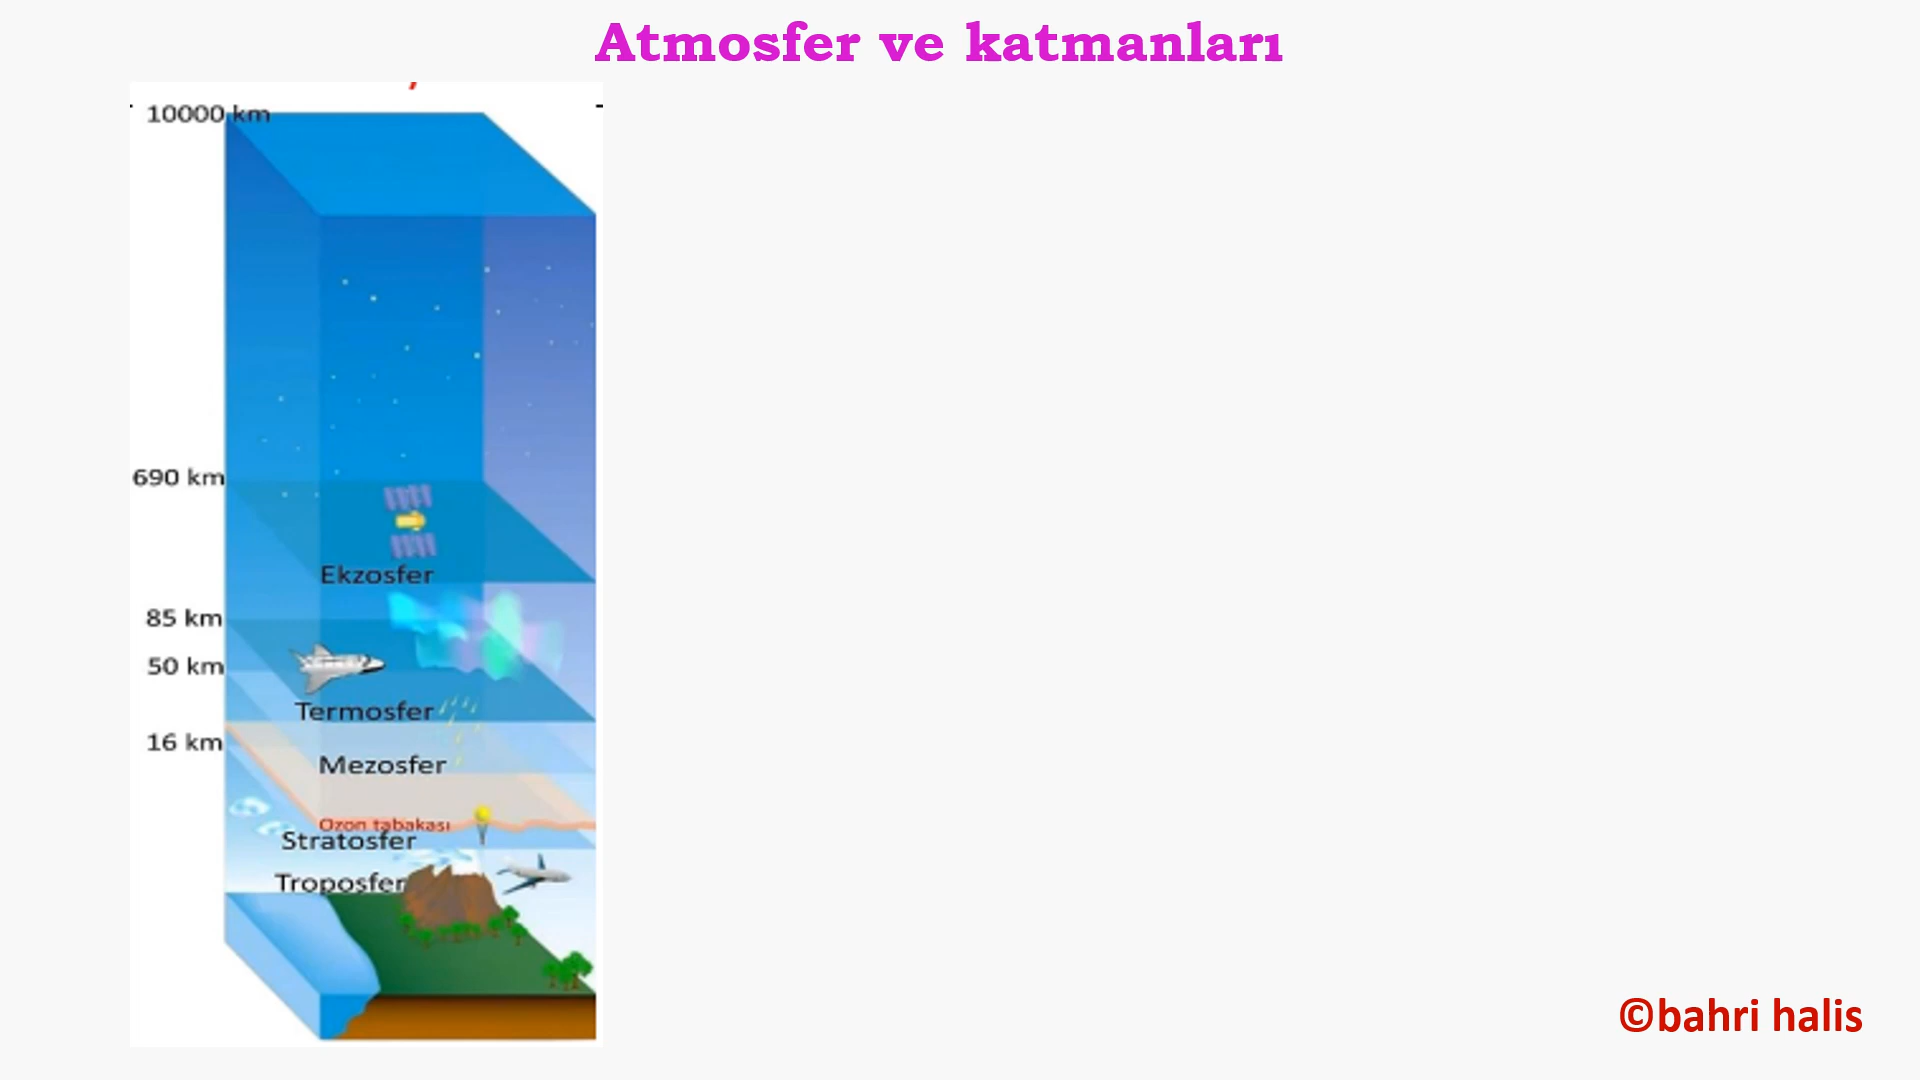 Atmosfer ve katmanları
10000 km
690 km
Ekzosfer
85 km
50 km
Termosfer
16 km
Mezosfer
Ozon tabakası
Stratosfer
Troposfer
©bahri halis